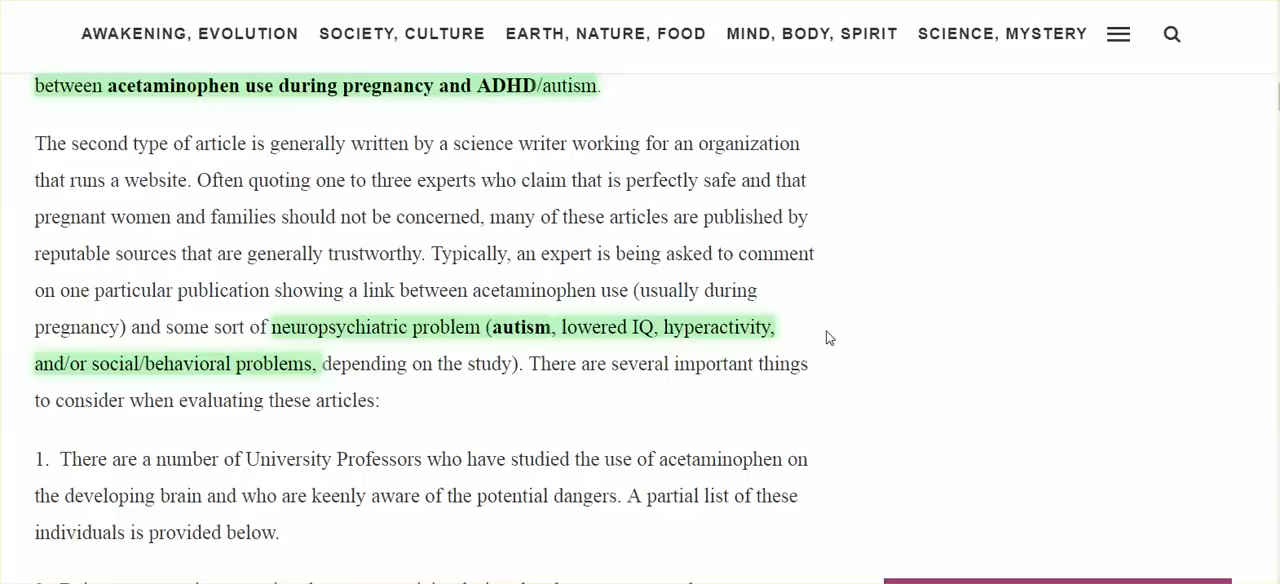 AWAKENING, EVOLUTION SOCIETY, CULTURE EARTH, NATURE, FOOD MIND, BODY, SPIRIT SCIENCE, MYSTERY
between acetaminophen use during pregnancy and ADHD/autism.
The second type of article is generally written by a science writer working for an organization
that runs a website. Often quoting one to three experts who claim that is perfectly safe and that
pregnant women and families should not be concerned, many of these articles are published by
reputable sources that are generally trustworthy. Typically, an expert is being asked to comment
on one particular publication showing a link between acetaminophen use (usually during
pregnancy) and some sort of neuropsychiatric problem (autism, lowered IQ, hyperactivity,
and/or social/behavioral problems, depending on the study). There are several important things
to consider when evaluating these articles:
1. There are a number of University Professors who have studied the use of acetaminophen on
the developing brain and who are keenly aware of the potential dangers. A partial list of these
individuals is provided below.